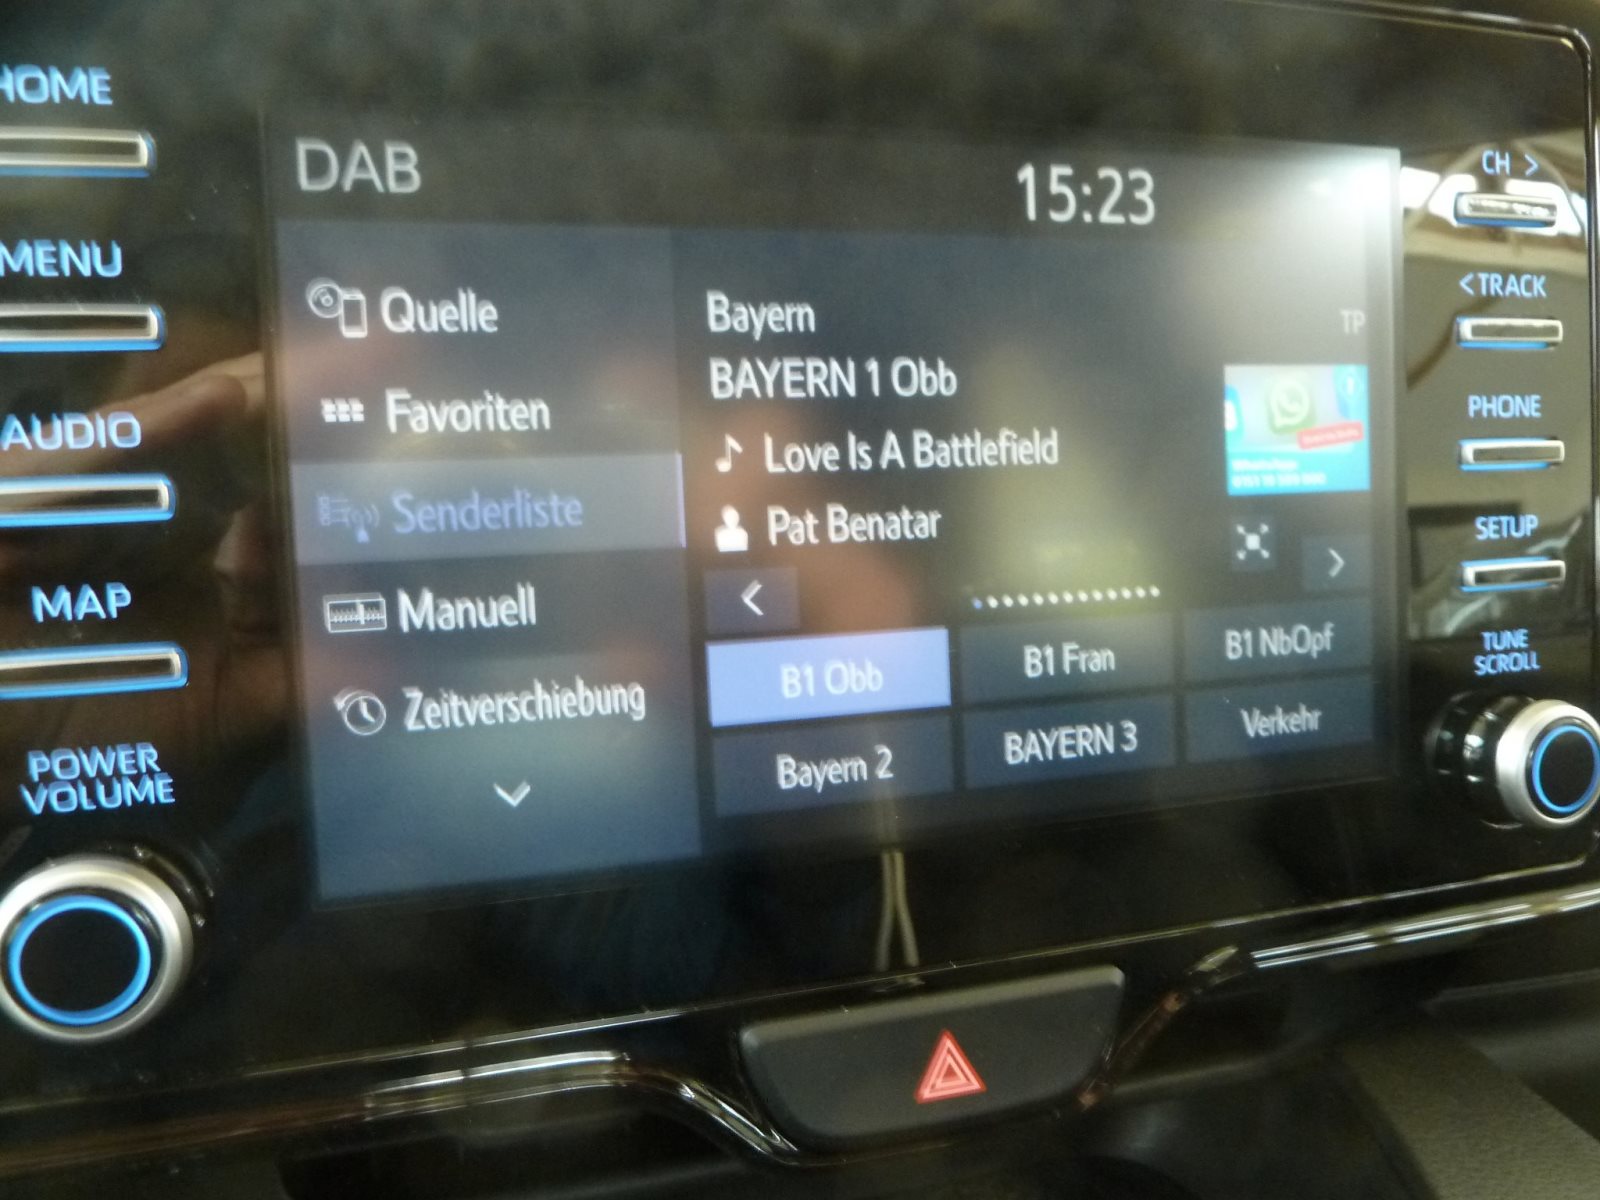 HOME
MENU
AUDIO
MAP
POWER
VOLUME
DAB
15:23
Quelle
Favoriten
Senderliste
Manuell
Zeitverschiebung
Bayern
TP
BAYERN 1 Obb
Love Is A Battlefield
Pat Benatar
<
>
B1 Obb
B1 Fran
B1 NbOpf
Bayern 2
BAYERN 3
Verkehr
CH >
< TRACK
PHONE
SETUP
TUNE
SCROLL